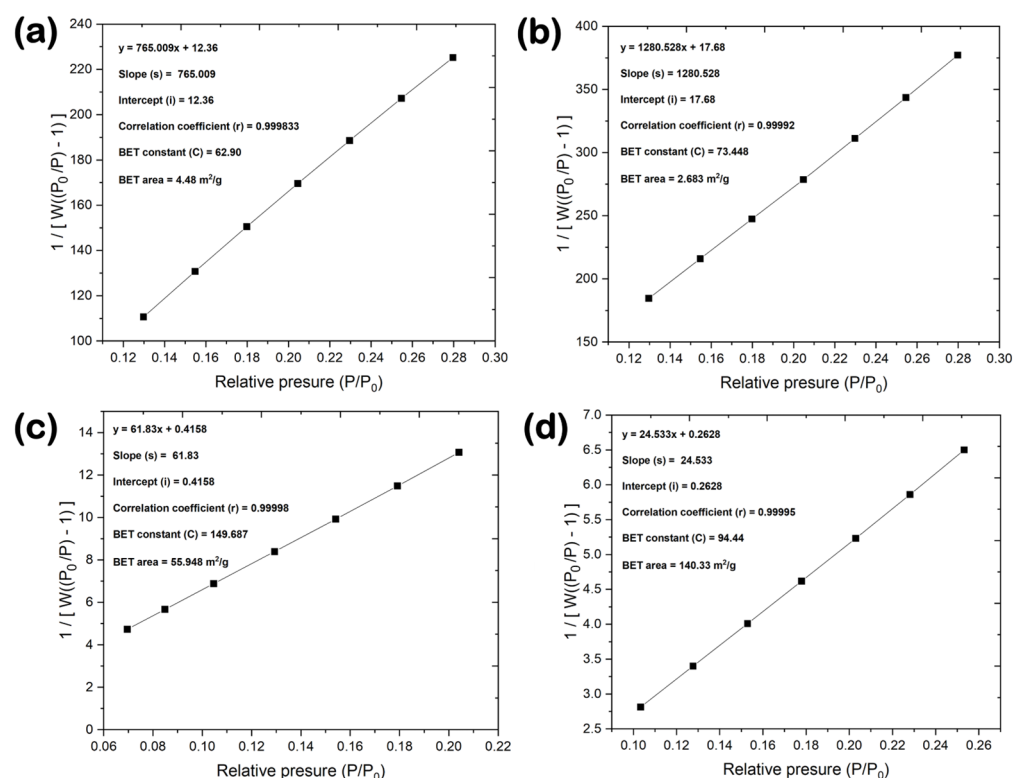 (a)
y = 765.009x + 12.36
Slope (s) = 765.009
Intercept (i) = 12.36
Correlation coefficient (r) = 0.999833
BET constant (C) = 62.90
BET area = 4.48 m²/g
240
220
200
180
160
140
120
100
1 / [ W((P₀/P) - 1) ]
0.12 0.14 0.16 0.18 0.20 0.22 0.24 0.26 0.28 0.30
Relative presure (P/P₀)
(b)
y = 1280.528x + 17.68
Slope (s) = 1280.528
Intercept (i) = 17.68
Correlation coefficient (r) = 0.99992
BET constant (C) = 73.448
BET area = 2.683 m²/g
400
350
300
250
200
150
1 / [ W((P₀/P) - 1) ]
0.12 0.14 0.16 0.18 0.20 0.22 0.24 0.26 0.28 0.30
Relative presure (P/P₀)
(c)
y = 61.83x + 0.4158
Slope (s) = 61.83
Intercept (i) = 0.4158
Correlation coefficient (r) = 0.99998
BET constant (C) = 149.687
BET area = 55.948 m²/g
14
12
10
8
6
4
2
0
1 / [ W((P₀/P) - 1) ]
0.06 0.08 0.10 0.12 0.14 0.16 0.18 0.20 0.22
Relative presure (P/P₀)
(d)
y = 24.533x + 0.2628
Slope (s) = 24.533
Intercept (i) = 0.2628
Correlation coefficient (r) = 0.99995
BET constant (C) = 94.44
BET area = 140.33 m²/g
7.0
6.5
6.0
5.5
5.0
4.5
4.0
3.5
3.0
2.5
1 / [ W((P₀/P) - 1) ]
0.10 0.12 0.14 0.16 0.18 0.20 0.22 0.24 0.26
Relative presure (P/P₀)